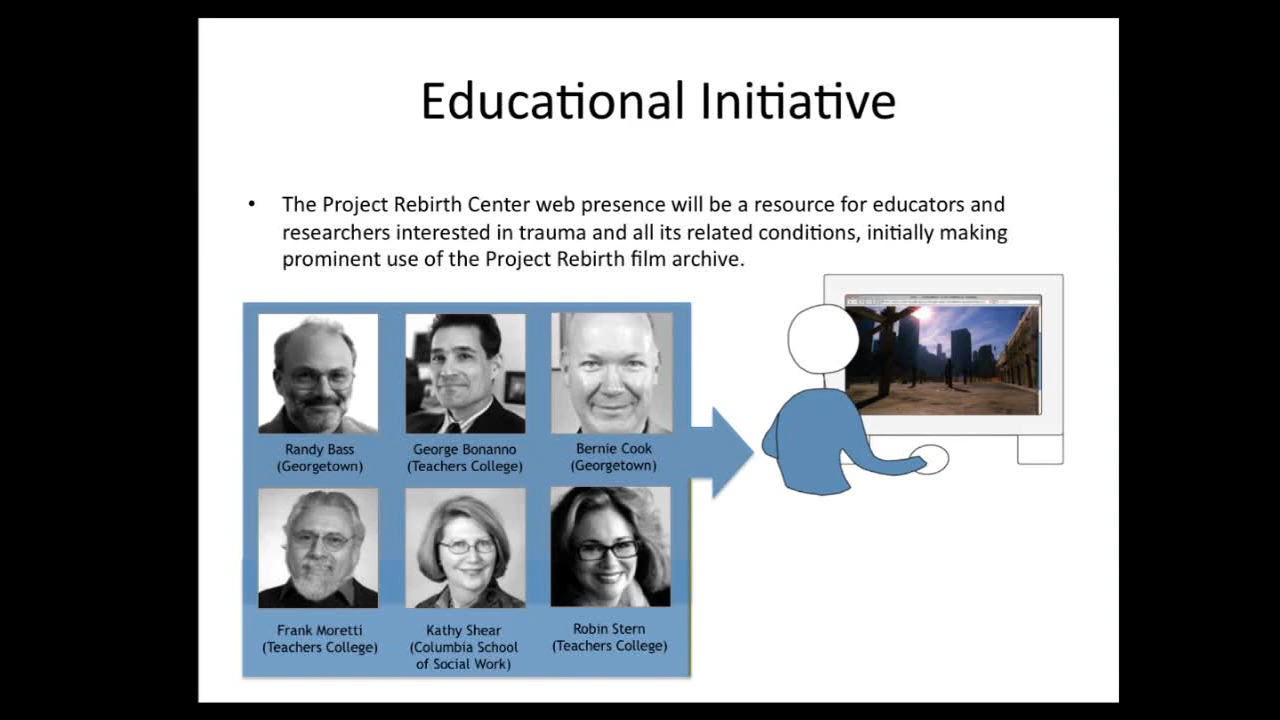 Educational Initiative
• The Project Rebirth Center web presence will be a resource for educators and
researchers interested in trauma and all its related conditions, initially making
prominent use of the Project Rebirth film archive.
Randy Bass
(Georgetown)
George Bonanno
(Teachers College)
Bernie Cook
(Georgetown)
Frank Moretti
(Teachers College)
Kathy Shear
(Columbia School
of Social Work)
Robin Stern
(Teachers College)